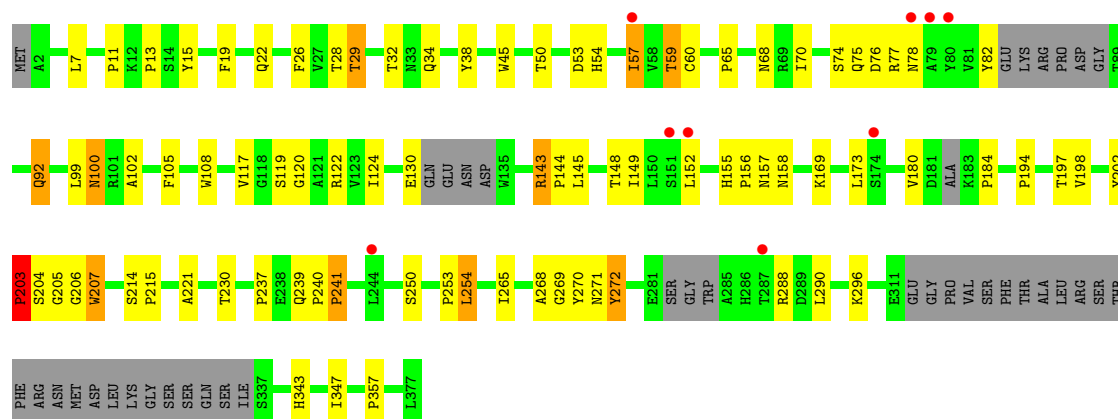 MET A2 L7 P11 K12 P13 S14 Y15 F19 Q22 F26 V27 T28 T29 T32 N33 Q34 Y38 W45 T50 D53 H54 I57 V58 T59 C60 P65 N68 R69 I70 S74 Q75 D76 R77 N78 A79 Y80 V81 Y82 GLU LYS ARG PRO ASP GLY T89
Q92 L99 N100 R101 A102 F105 W108 V117 G118 S119 G120 A121 R122 V123 I124 E130 GLN GLU ASN ASP W135 R143 P144 L145 T148 I149 L150 S151 L152 H155 P156 N157 N158 K169 L173 S174 V180 D181 ALA K183 P184 P194 T197 V198 Y202
P203 S204 G205 G206 W207 S214 P215 A221 T230 P237 E238 Q239 P240 P241 L244 S250 P253 L254 I265 A268 G269 Y270 N271 Y272 E281 SER GLY TRP A285 H286 T287 R288 D289 L290 K296 E311 GLU GLY PRO VAL SER PHE THR ALA LEU ARG SER THR
PHE ARG ASN MET ASP LEU LYS GLY SER SER GLN SER ILE S337 H343 I347 P357 L377